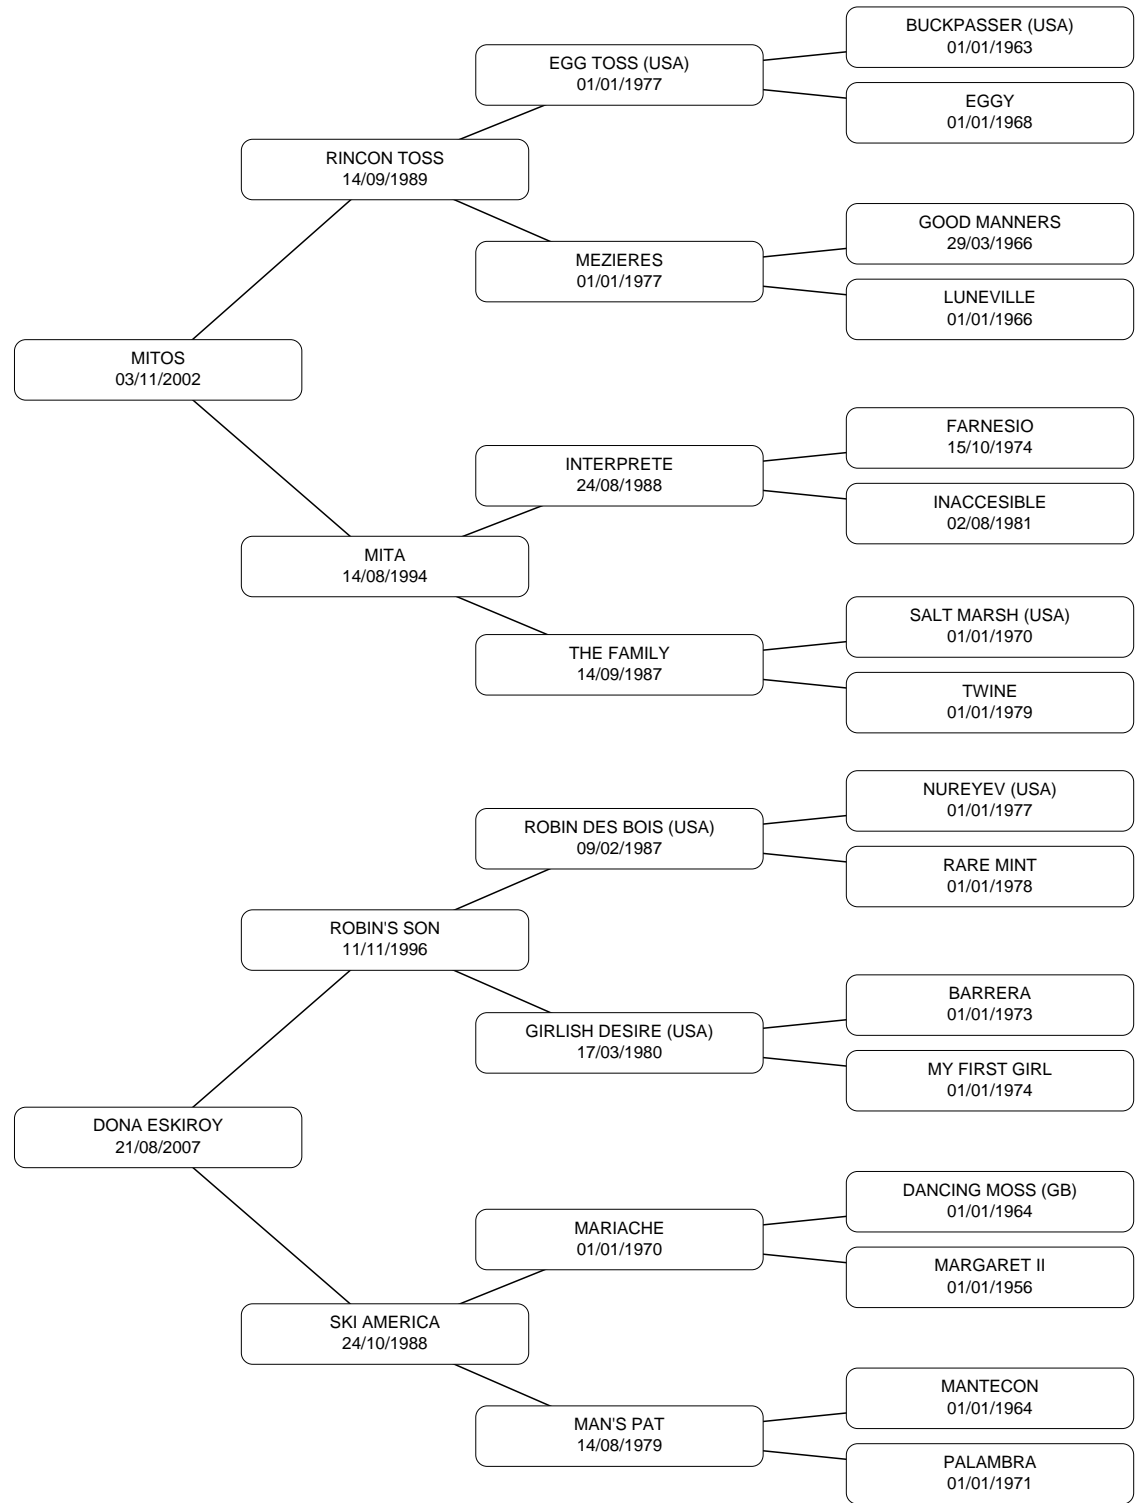 BUCKPASSER (USA)
01/01/1963
EGG TOSS (USA)
01/01/1977
EGGY
01/01/1968
RINCON TOSS
14/09/1989
GOOD MANNERS
29/03/1966
MEZIERES
01/01/1977
LUNEVILLE
01/01/1966
MITOS
03/11/2002
FARNESIO
15/10/1974
INTERPRETE
24/08/1988
INACCESIBLE
02/08/1981
MITA
14/08/1994
SALT MARSH (USA)
01/01/1970
THE FAMILY
14/09/1987
TWINE
01/01/1979
NUREYEV (USA)
01/01/1977
ROBIN DES BOIS (USA)
09/02/1987
RARE MINT
01/01/1978
ROBIN'S SON
11/11/1996
BARRERA
01/01/1973
GIRLISH DESIRE (USA)
17/03/1980
MY FIRST GIRL
01/01/1974
DONA ESKIROY
21/08/2007
DANCING MOSS (GB)
01/01/1964
MARIACHE
01/01/1970
MARGARET II
01/01/1956
SKI AMERICA
24/10/1988
MANTECON
01/01/1964
MAN'S PAT
14/08/1979
PALAMBRA
01/01/1971